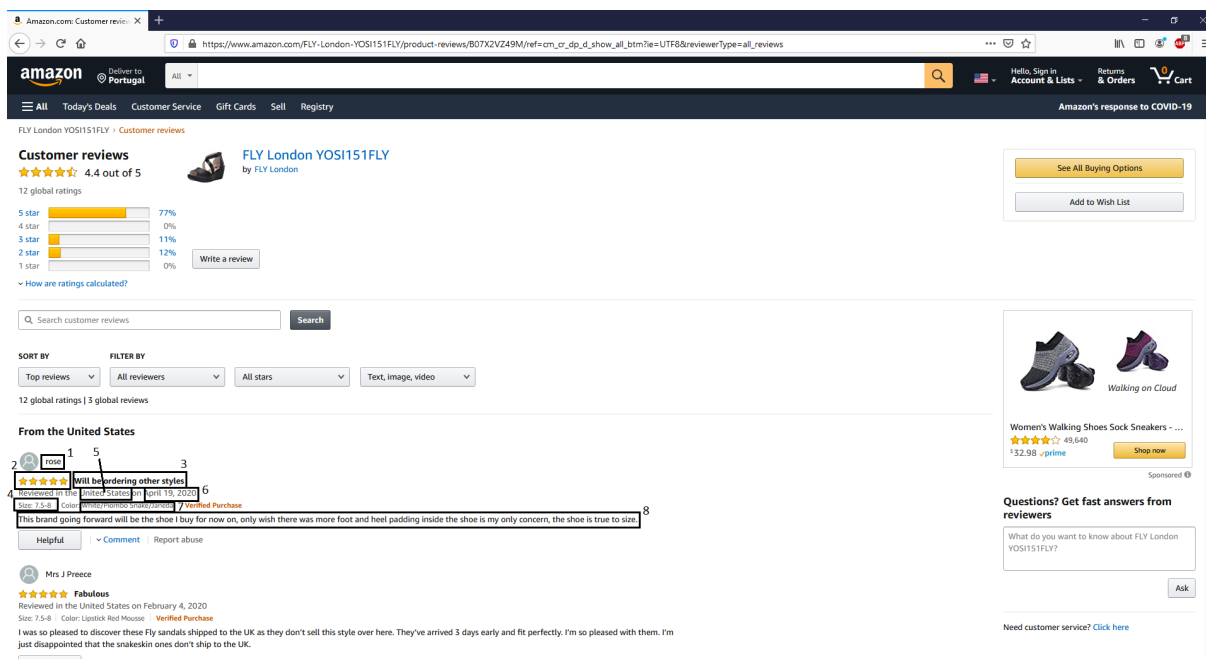 Amazon.com: Customer review
https://www.amazon.com/FLY-London-YOSI151FLY/product-reviews/B07X2VZ49M/ref=cm_cr_dp_d_show_all_btm?ie=UTF8&reviewerType=all_reviews
amazon Deliver to Portugal All Hello, Sign in Account & Lists Returns & Orders 0 Cart
All Today's Deals Customer Service Gift Cards Sell Registry Amazon's response to COVID-19
FLY London YOSI151FLY › Customer reviews
Customer reviews
4.4 out of 5
12 global ratings
FLY London YOSI151FLY
by FLY London
5 star 77%
4 star 0%
3 star 11%
2 star 12%
1 star 0%
Write a review
How are ratings calculated?
See All Buying Options
Add to Wish List
Search customer reviews Search
SORT BY FILTER BY
Top reviews All reviewers All stars Text, image, video
12 global ratings | 3 global reviews
From the United States
1 5
2 rose 3
Will be ordering other styles
4 Reviewed in the United States on April 19, 2020 6
Size: 7.5-8 Color: White/Piombo Snake/Janeda 7 Verified Purchase
8
This brand going forward will be the shoe I buy for now on, only wish there was more foot and heel padding inside the shoe is my only concern, the shoe is true to size.
Helpful Comment Report abuse
Mrs J Preece
Fabulous
Reviewed in the United States on February 4, 2020
Size: 7.5-8 Color: Lipstick Red Mousse Verified Purchase
I was so pleased to discover these Fly sandals shipped to the UK as they don't sell this style over here. They've arrived 3 days early and fit perfectly. I'm so pleased with them. I'm
just disappointed that the snakeskin ones don't ship to the UK.
Walking on Cloud
Women's Walking Shoes Sock Sneakers - ...
49,640
$32.98 prime Shop now
Sponsored
Questions? Get fast answers from
reviewers
What do you want to know about FLY London
YOSI151FLY?
Ask
Need customer service? Click here